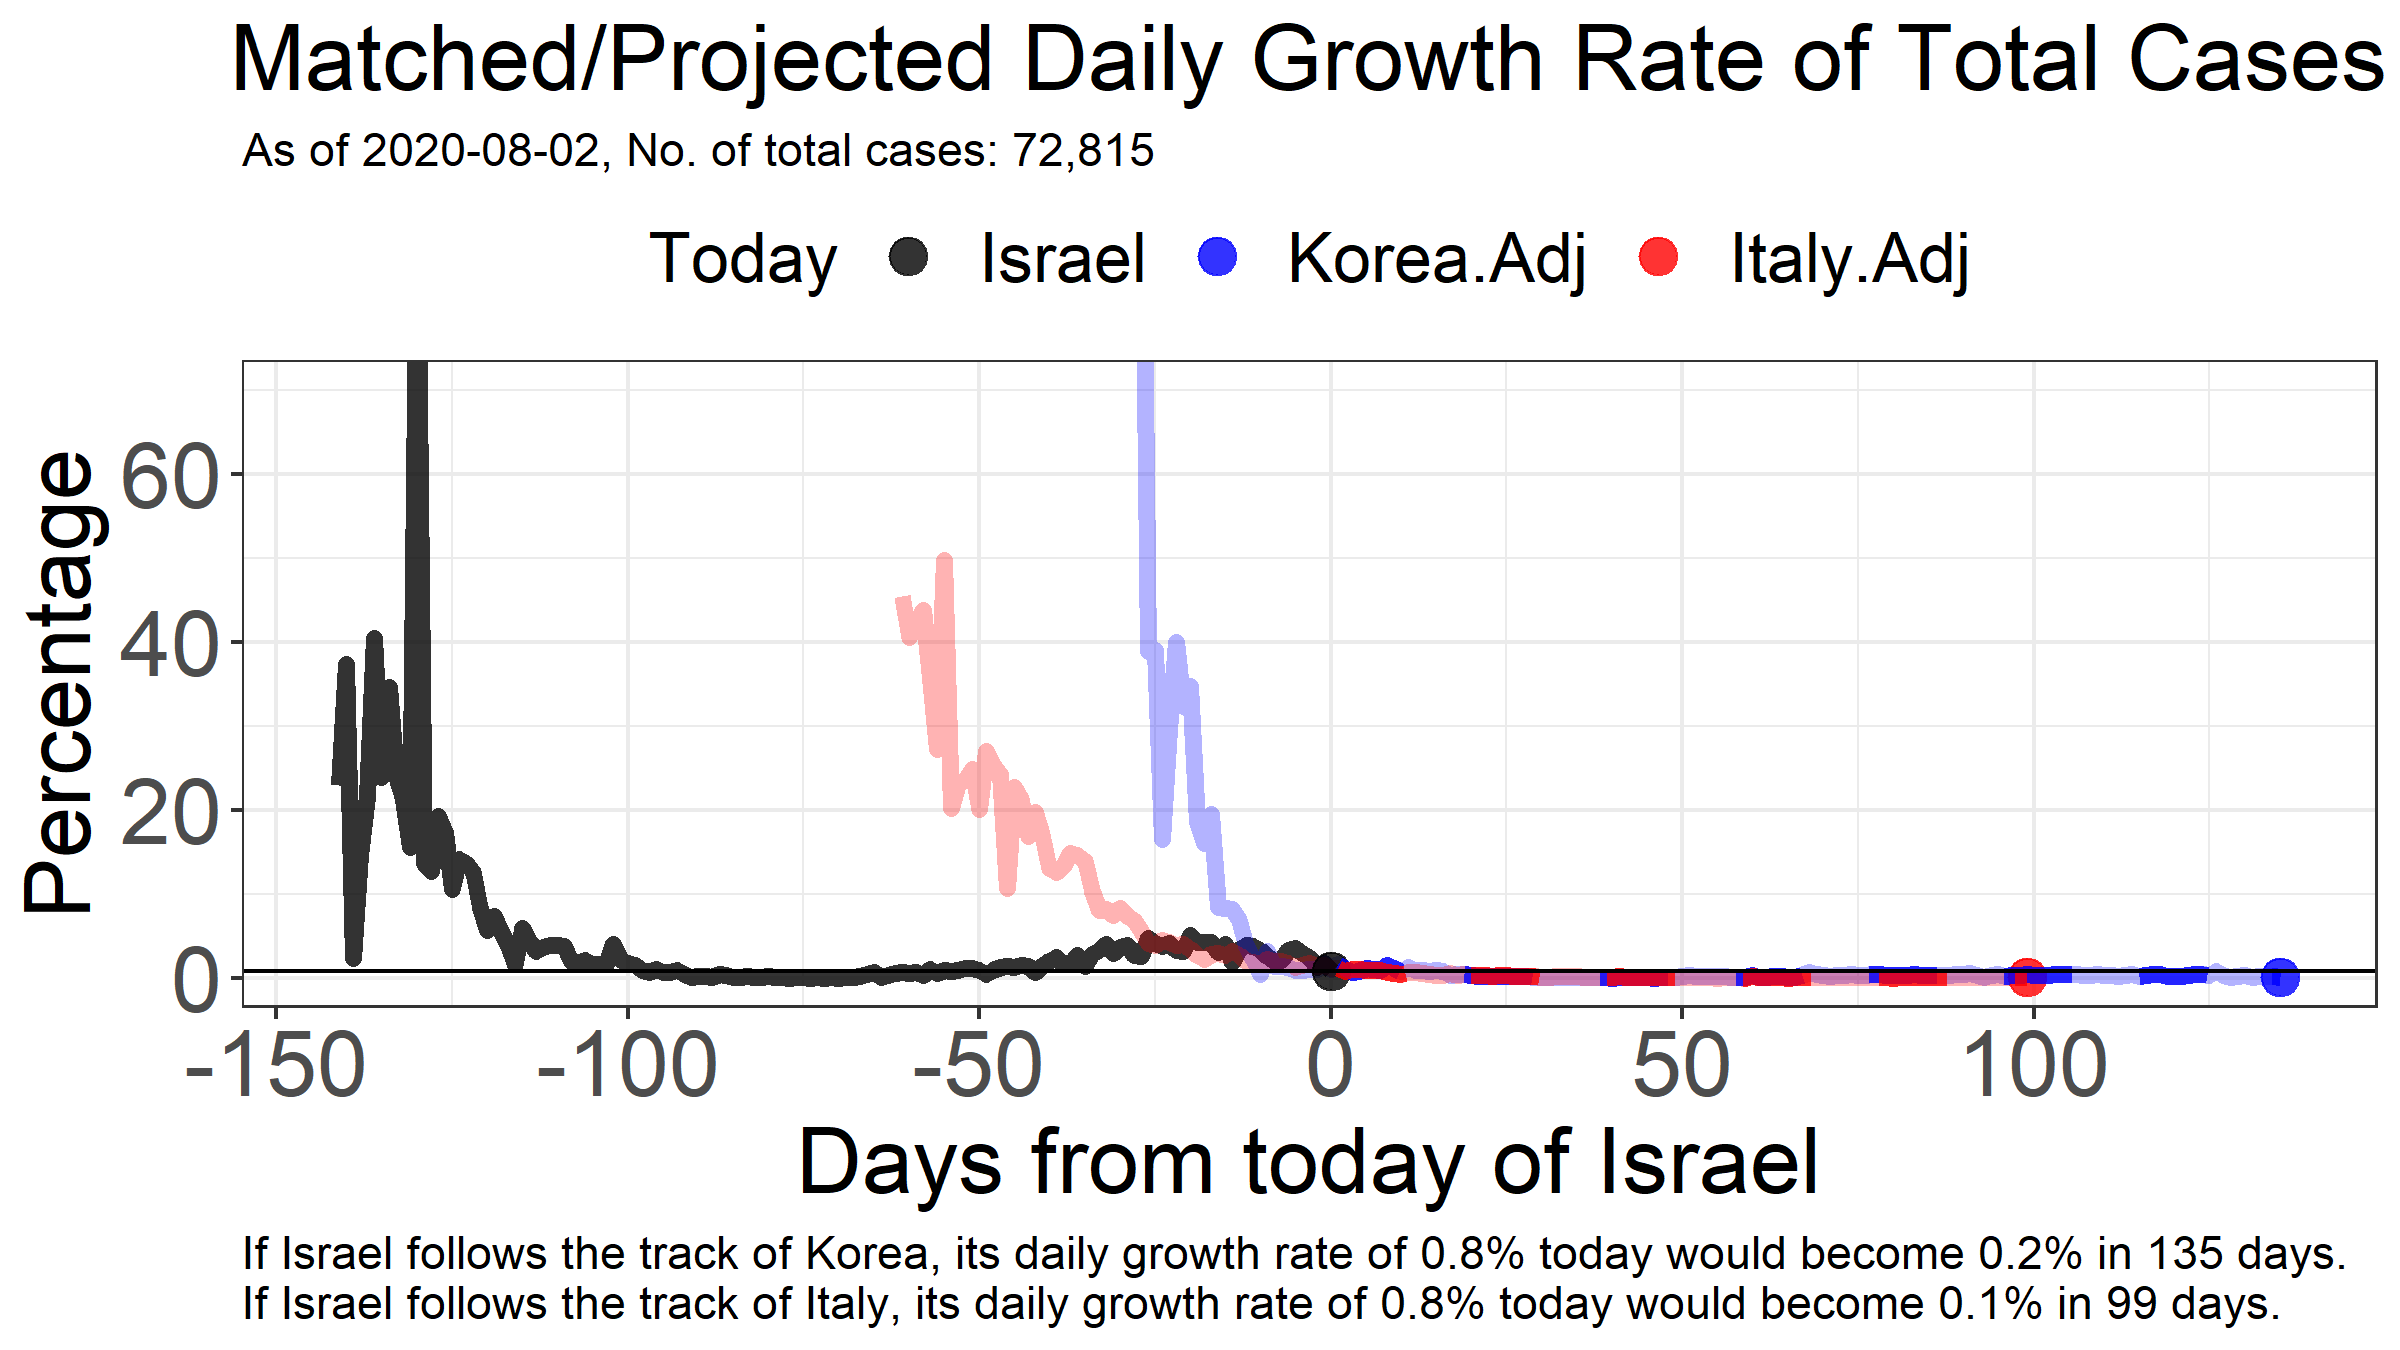 Matched/Projected Daily Growth Rate of Total Cases
As of 2020-08-02, No. of total cases: 72,815
Today Israel Korea.Adj Italy.Adj
Percentage
60
40
20
0
-150 -100 -50 0 50 100
Days from today of Israel
If Israel follows the track of Korea, its daily growth rate of 0.8% today would become 0.2% in 135 days.
If Israel follows the track of Italy, its daily growth rate of 0.8% today would become 0.1% in 99 days.